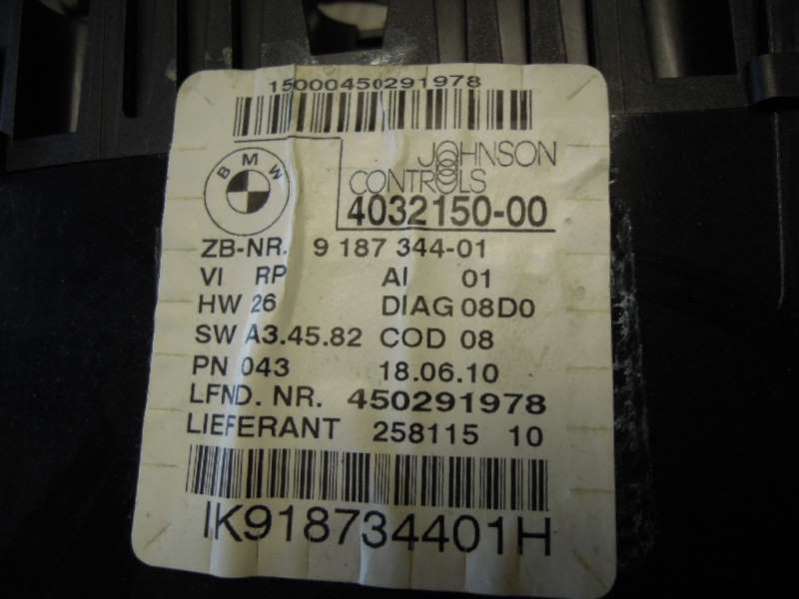 15000450291978
BMW
JOHNSON
CONTROLS
4032150-00
ZB-NR. 9 187 344-01
VI RP AI 01
HW 26 DIAG 08D0
SW A3.45.82 COD 08
PN 043 18.06.10
LFND. NR. 450291978
LIEFERANT 258115 10
IK918734401H